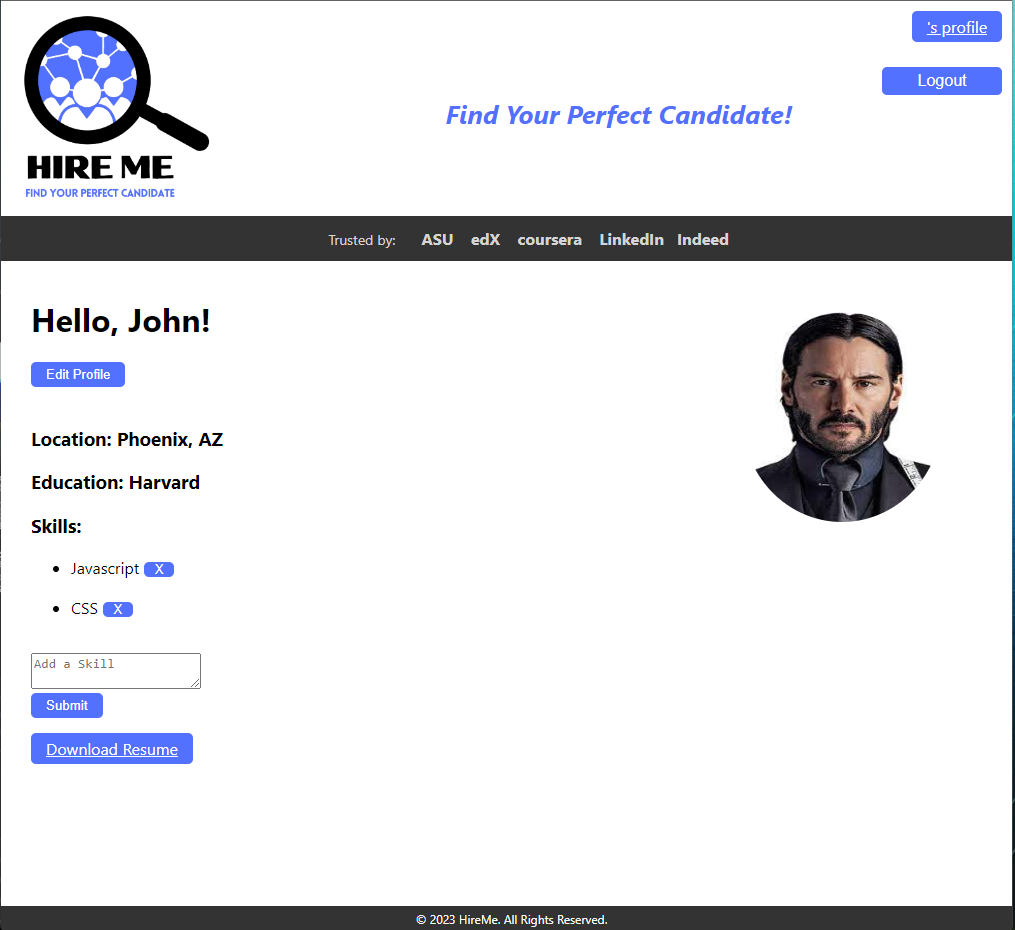 's profile
Logout
Find Your Perfect Candidate!
HIRE ME
FIND YOUR PERFECT CANDIDATE
Trusted by: ASU edX coursera LinkedIn Indeed
Hello, John!
Edit Profile
Location: Phoenix, AZ
Education: Harvard
Skills:
Javascript X
CSS X
Add a Skill
Submit
Download Resume
© 2023 HireMe. All Rights Reserved.